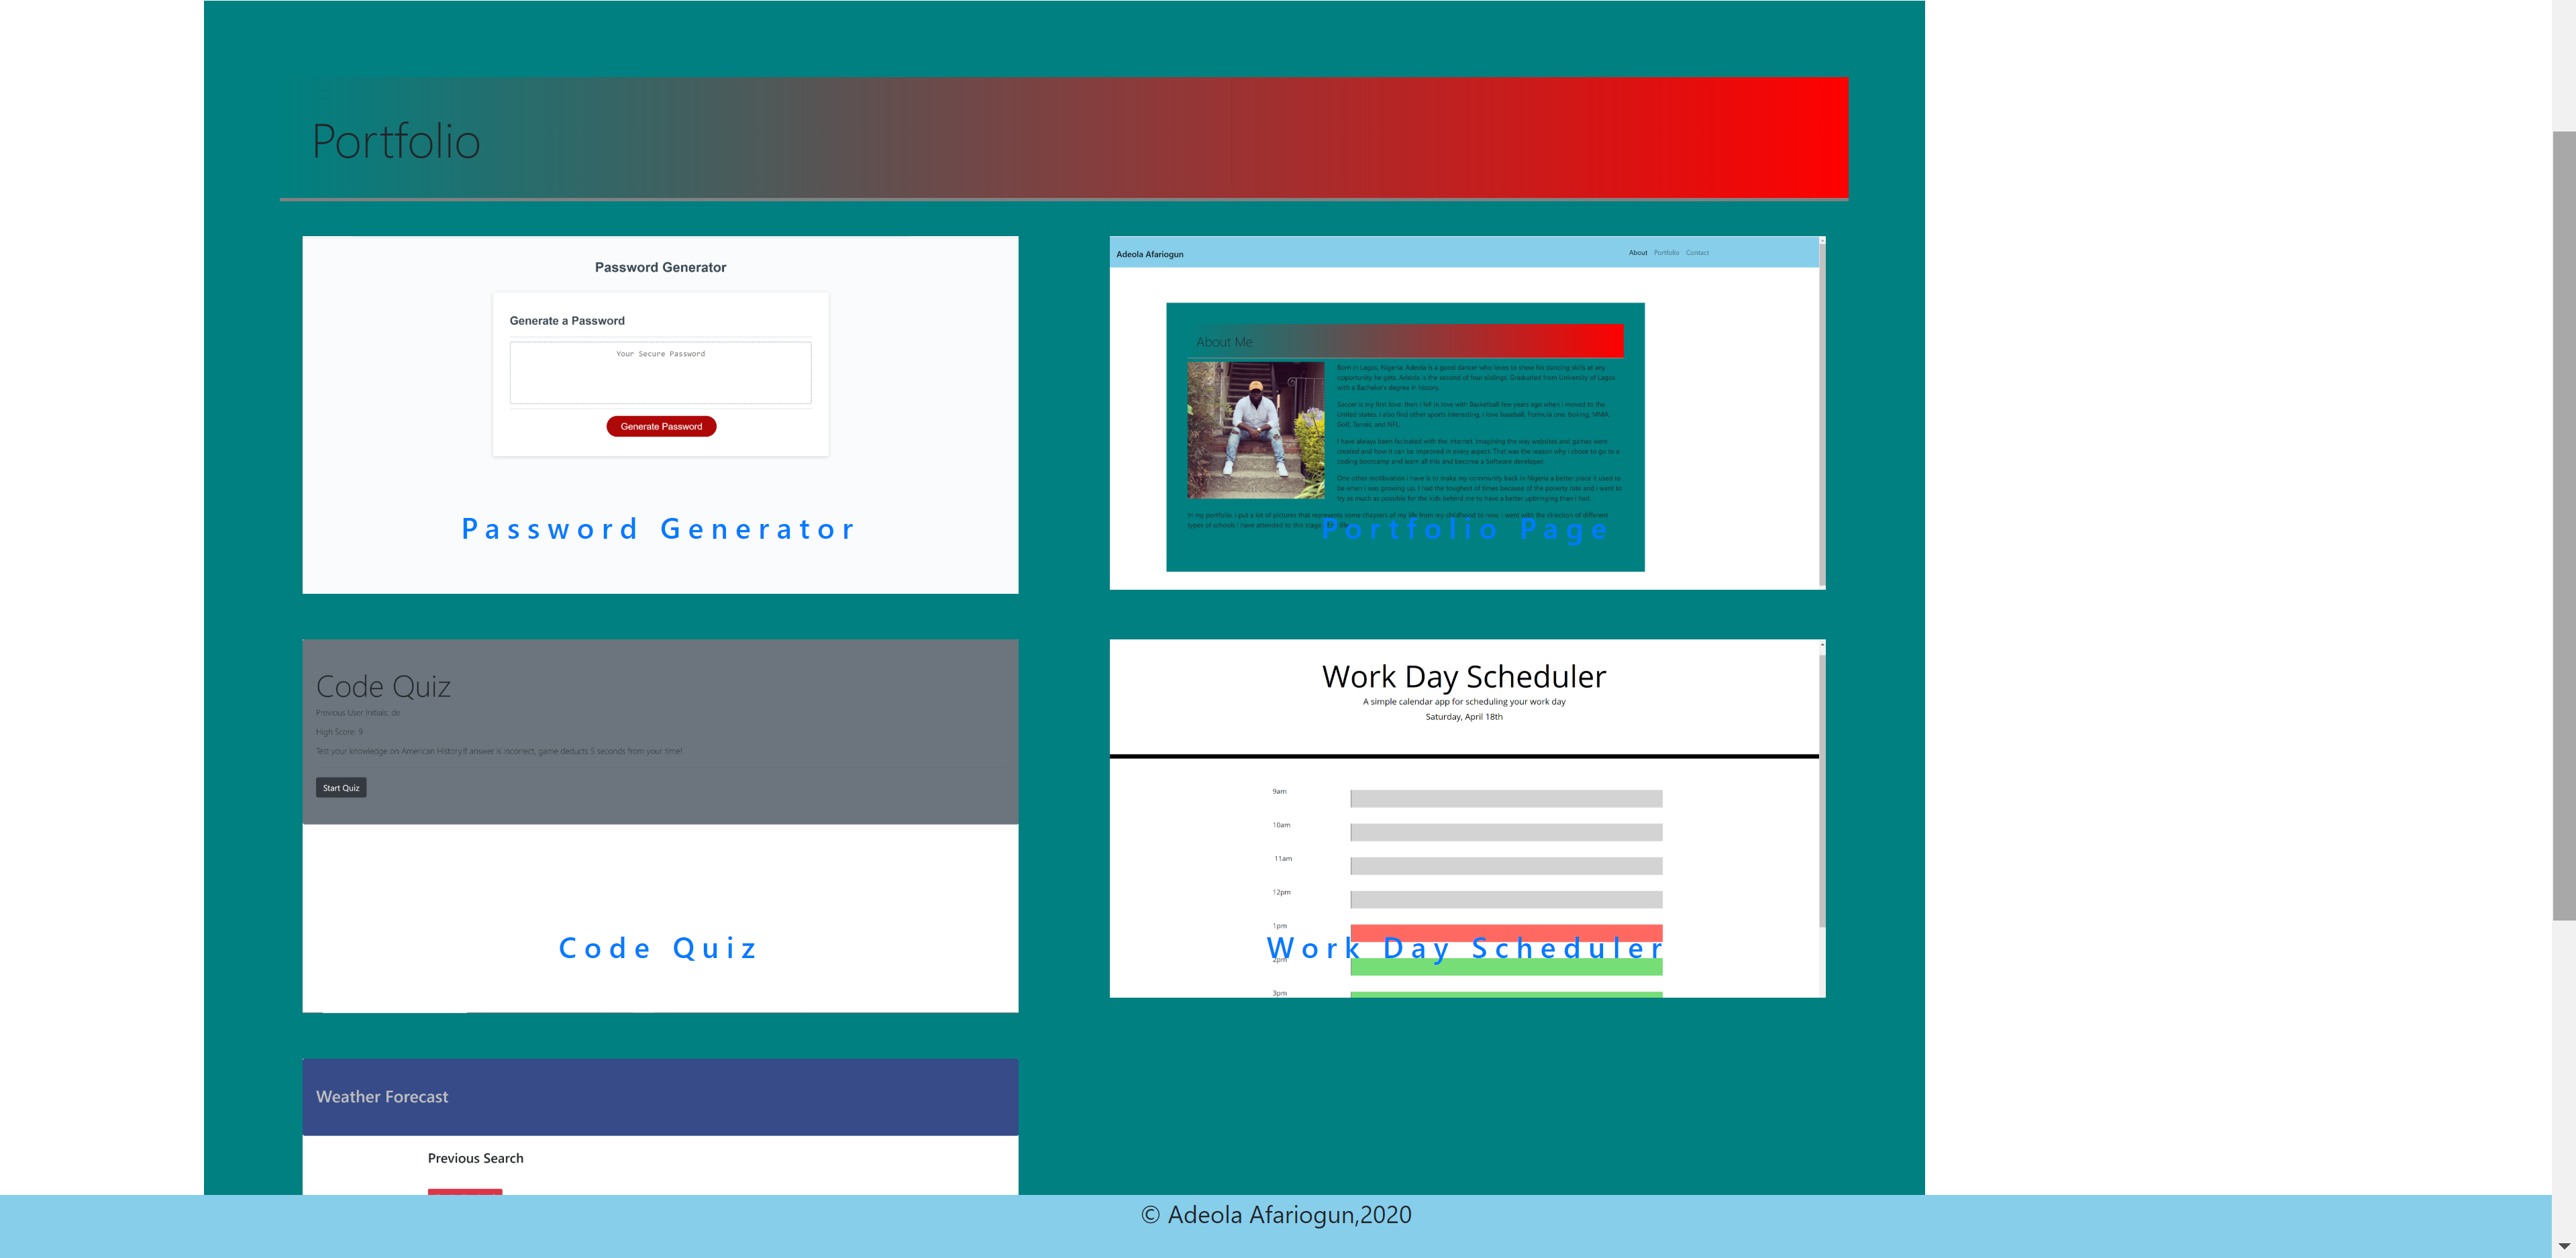 Portfolio
Password Generator
Generate a Password
Your Secure Password
Generate Password
Password Generator
Adeola Afariogun
About Portfolio Contact
About Me
Born in Lagos, Nigeria. Adeola is a good dancer who loves to show his dancing skills at any
opportunity he gets. Adeola is the second of four siblings. Graduated from University of Lagos
with a Bachelor's degree in history.
Soccer is my first love, then i fell in love with Basketball few years ago when i moved to the
United states. I also find other sports interesting, i love baseball, Formula one, boxing, MMA,
Golf, Tennis, and NFL.
I have always been facinated with the internet, imagining the way websites and games were
created and how it can be improved in every aspect. That was the reason why i chose to go to a
coding bootcamp and learn all this and become a Software developer.
One other motibvation i have is to make my community back in Nigeria a better place it used to
be when i was growing up. I had the toughest of times because of the poverty rate and i want to
try as much as possible for the kids behind me to have a better upbringing than i had.
In my portfolio, i put a lot of pictures that represents some chapters of my life from my childhood to now, i went with the direction of different
types of schools i have attended to this stage
Portfolio Page
Code Quiz
Previous User Initials: de
High Score: 9
Test your knowledge on American History.If answer is incorrect, game deducts 5 seconds from your time!
Start Quiz
Code Quiz
Work Day Scheduler
A simple calendar app for scheduling your work day
Saturday, April 18th
9am
10am
11am
12pm
1pm
Work Day Scheduler
2pm
3pm
Weather Forecast
Previous Search
© Adeola Afariogun,2020